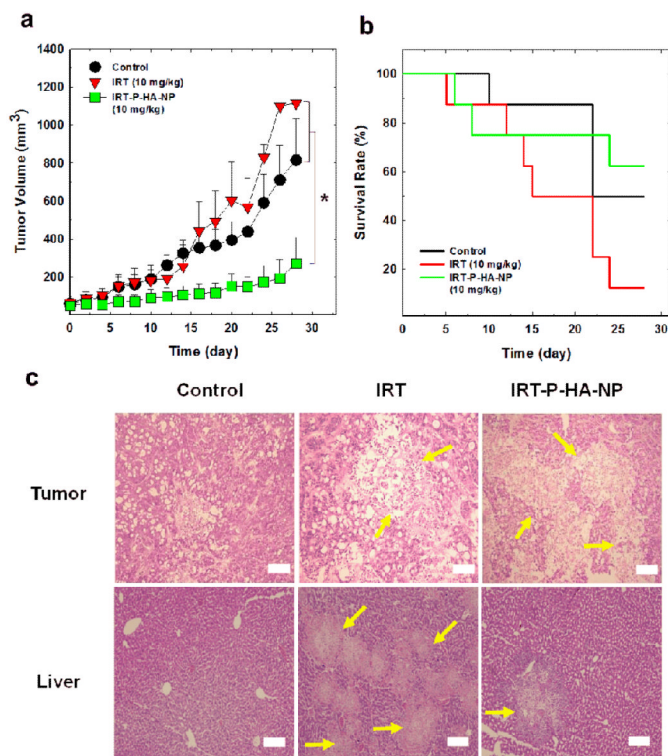 a
Tumor Volume (mm3)
1400
1200
1000
800
600
400
200
Control
IRT (10 mg/kg)
IRT-P-HA-NP
(10 mg/kg)
*
0 5 10 15 20 25 30
Time (day)
b
Survival Rate (%)
100
80
60
40
20
Control
IRT (10 mg/kg)
IRT-P-HA-NP
(10 mg/kg)
0 5 10 15 20 25 30
Time (day)
c
Control IRT IRT-P-HA-NP
Tumor
Liver